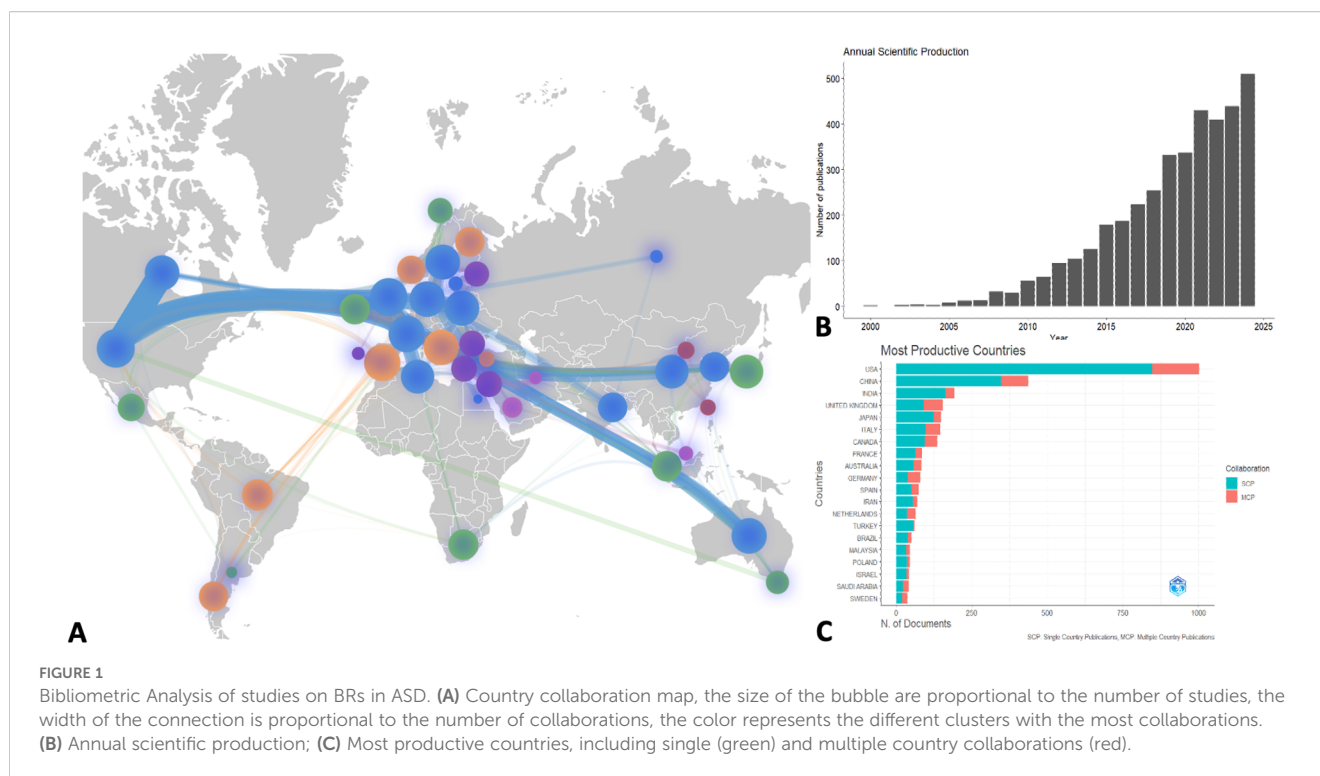 Annual Scientific Production
500
400
300
200
100
0
Number of publications
2000 2005 2010 2015 2020 2025
Year
B
Most Productive Countries
USA
CHINA
INDIA
UNITED KINGDOM
JAPAN
ITALY
CANADA
FRANCE
AUSTRALIA
GERMANY
SPAIN
IRAN
NETHERLANDS
TURKEY
BRAZIL
MALAYSIA
POLAND
ISRAEL
SAUDI ARABIA
SWEDEN
Countries
Collaboration
SCP
MCP
0 250 500 750 1000
N. of Documents
SCP: Single Country Publications, MCP: Multiple Country Publications
A
C
FIGURE 1
Bibliometric Analysis of studies on BRs in ASD. (A) Country collaboration map, the size of the bubble are proportional to the number of studies, the
width of the connection is proportional to the number of collaborations, the color represents the different clusters with the most collaborations.
(B) Annual scientific production; (C) Most productive countries, including single (green) and multiple country collaborations (red).